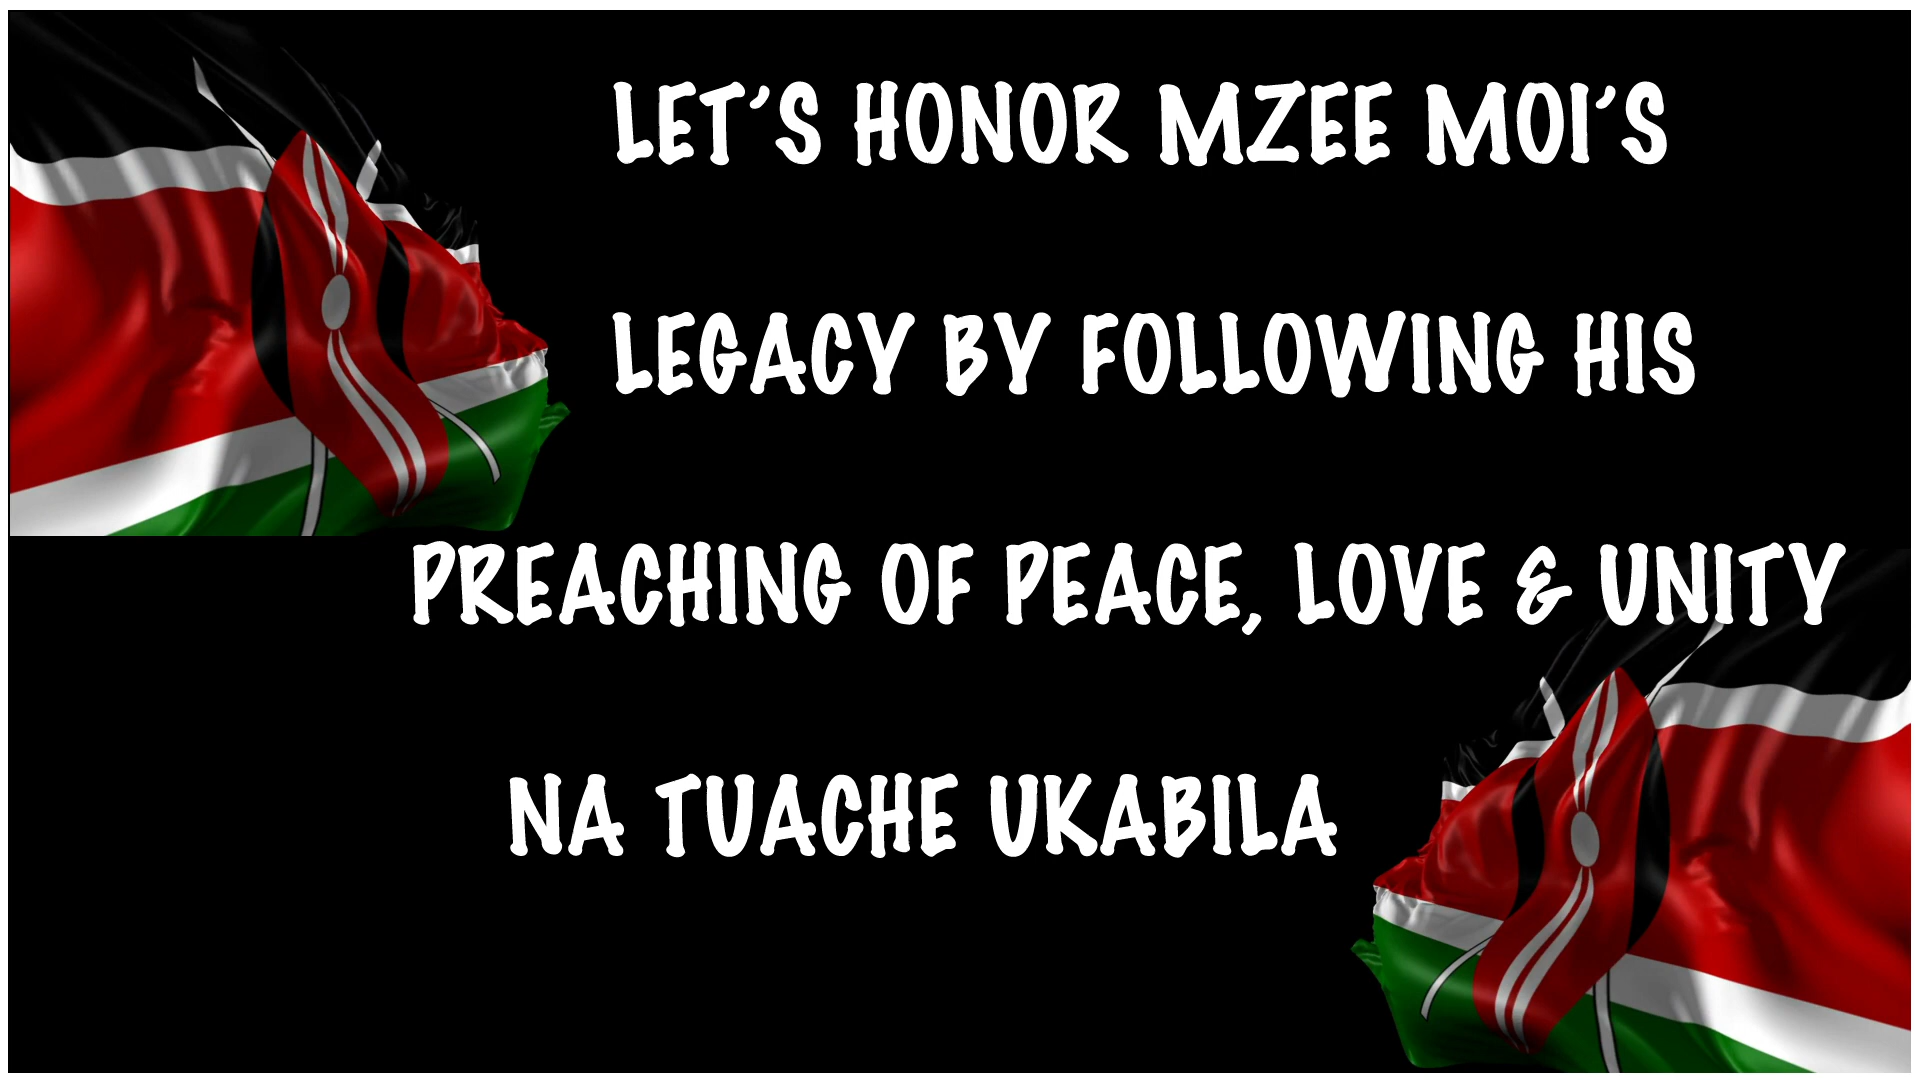 LET'S HONOR MZEE MOI'S
LEGACY BY FOLLOWING HIS
PREACHING OF PEACE, LOVE & UNITY
NA TUACHE UKABILA